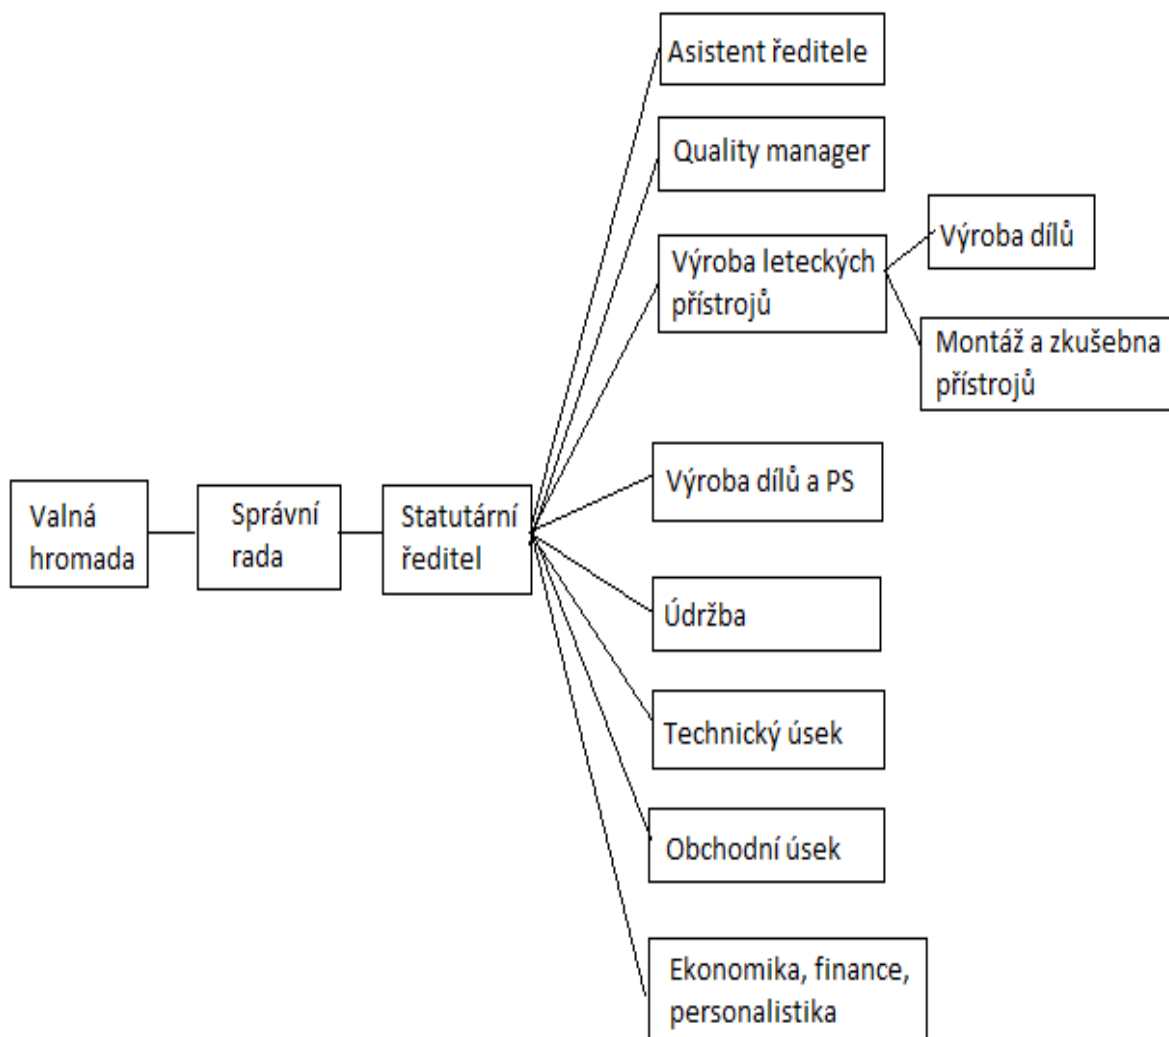 Valná
hromada
Správní
rada
Statutární
ředitel
Asistent ředitele
Quality manager
Výroba leteckých
přístrojů
Výroba dílů
Montáž a zkušebna
přístrojů
Výroba dílů a PS
Údržba
Technický úsek
Obchodní úsek
Ekonomika, finance,
personalistika